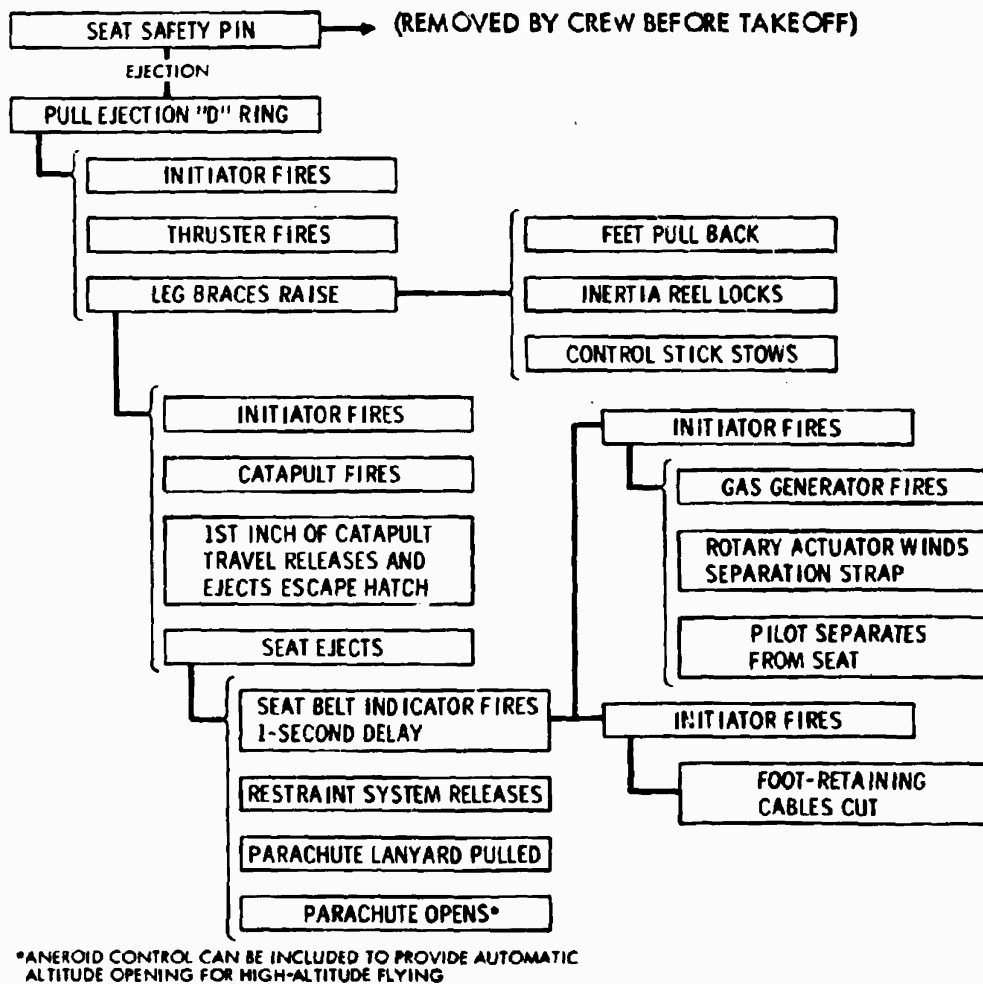 SEAT SAFETY PIN
(REMOVED BY CREW BEFORE TAKEOFF)
EJECTION
PULL EJECTION "D" RING
INITIATOR FIRES
THRUSTER FIRES
LEG BRACES RAISE
FEET PULL BACK
INERTIA REEL LOCKS
CONTROL STICK STOWS
INITIATOR FIRES
CATAPULT FIRES
1ST INCH OF CATAPULT
TRAVEL RELEASES AND
EJECTS ESCAPE HATCH
SEAT EJECTS
SEAT BELT INDICATOR FIRES
1-SECOND DELAY
RESTRAINT SYSTEM RELEASES
PARACHUTE LANYARD PULLED
PARACHUTE OPENS*
INITIATOR FIRES
GAS GENERATOR FIRES
ROTARY ACTUATOR WINDS
SEPARATION STRAP
PILOT SEPARATES
FROM SEAT
INITIATOR FIRES
FOOT-RETAINING
CABLES CUT
*ANEROID CONTROL CAN BE INCLUDED TO PROVIDE AUTOMATIC
ALTITUDE OPENING FOR HIGH-ALTITUDE FLYING